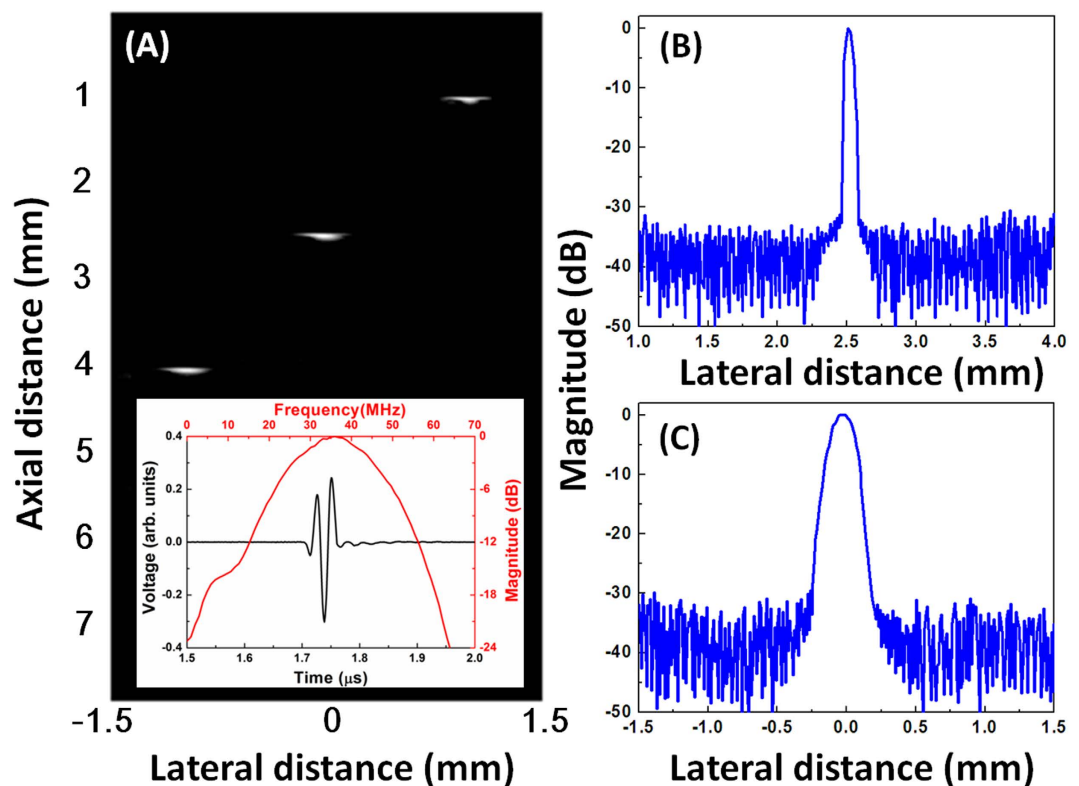 (A)
1
2
3
4
5
6
7
Axial distance (mm)
-1.5 0 1.5
Lateral distance (mm)
Frequency(MHz)
0 10 20 30 40 50 60 70
0.4
0.2
0.0
-0.2
-0.4
Voltage (arb. units)
0
-6
-12
-18
-24
Magnitude (dB)
1.5 1.6 1.7 1.8 1.9 2.0
Time (μs)
Magnitude (dB)
(B)
0
-10
-20
-30
-40
-50
1.0 1.5 2.0 2.5 3.0 3.5 4.0
Lateral distance (mm)
(C)
0
-10
-20
-30
-40
-50
-1.5 -1.0 -0.5 0.0 0.5 1.0 1.5
Lateral distance (mm)